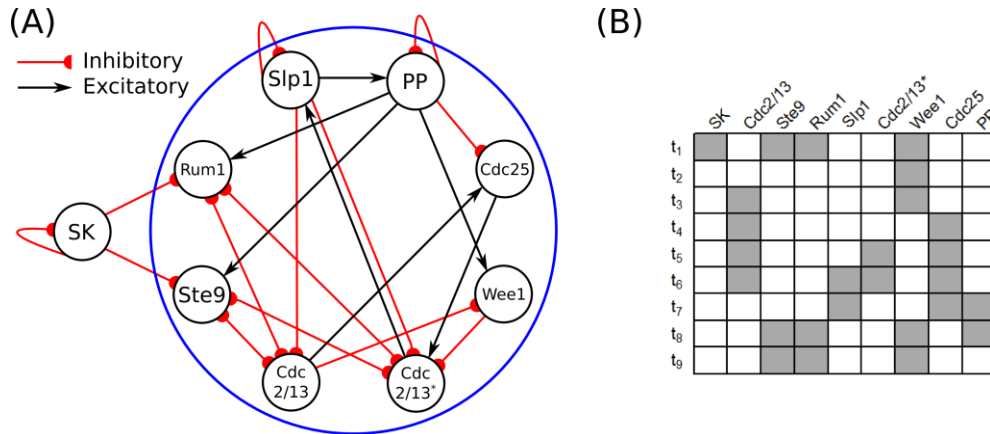 (A)
Inhibitory
Excitatory
Slp1
PP
Rum1
Cdc25
SK
Ste9
Wee1
Cdc
2/13
Cdc
2/13*
(B)
SK
Cdc2/13
Ste9
Rum1
Slp1
Cdc2/13*
Wee1
Cdc25
PP
t1
t2
t3
t4
t5
t6
t7
t8
t9